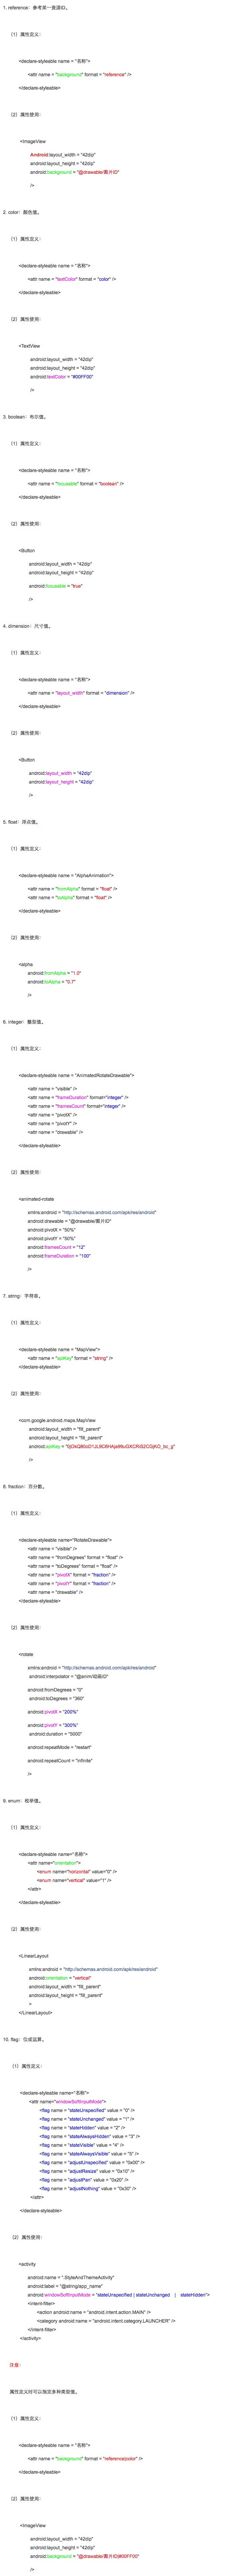 1. reference：参考某一资源ID。
（1）属性定义：
<declare-styleable name = "名称">
<attr name = "background" format = "reference" />
</declare-styleable>
（2）属性使用：
<ImageView
Android:layout_width = "42dip"
android:layout_height = "42dip"
android:background = "@drawable/图片ID"
/>
2. color：颜色值。
（1）属性定义：
<declare-styleable name = "名称">
<attr name = "textColor" format = "color" />
</declare-styleable>
（2）属性使用：
<TextView
android:layout_width = "42dip"
android:layout_height = "42dip"
android:textColor = "#00FF00"
/>
3. boolean：布尔值。
（1）属性定义：
<declare-styleable name = "名称">
<attr name = "focusable" format = "boolean" />
</declare-styleable>
（2）属性使用：
<Button
android:layout_width = "42dip"
android:layout_height = "42dip"
android:focusable = "true"
/>
4. dimension：尺寸值。
（1）属性定义：
<declare-styleable name = "名称">
<attr name = "layout_width" format = "dimension" />
</declare-styleable>
（2）属性使用：
<Button
android:layout_width = "42dip"
android:layout_height = "42dip"
/>
5. float：浮点值。
（1）属性定义：
<declare-styleable name = "AlphaAnimation">
<attr name = "fromAlpha" format = "float" />
<attr name = "toAlpha" format = "float" />
</declare-styleable>
（2）属性使用：
<alpha
android:fromAlpha = "1.0"
android:toAlpha = "0.7"
/>
6. integer：整型值。
（1）属性定义：
<declare-styleable name = "AnimatedRotateDrawable">
<attr name = "visible" />
<attr name = "frameDuration" format="integer" />
<attr name = "framesCount" format="integer" />
<attr name = "pivotX" />
<attr name = "pivotY" />
<attr name = "drawable" />
</declare-styleable>
（2）属性使用：
<animated-rotate
xmlns:android = "http://schemas.android.com/apk/res/android"
android:drawable = "@drawable/图片ID"
android:pivotX = "50%"
android:pivotY = "50%"
android:framesCount = "12"
android:frameDuration = "100"
/>
7. string：字符串。
（1）属性定义：
<declare-styleable name = "MapView">
<attr name = "apiKey" format = "string" />
</declare-styleable>
（2）属性使用：
<com.google.android.maps.MapView
android:layout_width = "fill_parent"
android:layout_height = "fill_parent"
android:apiKey = "0jOkQ80oD1JL9C6HAja99uGXCRiS2CGjKO_bc_g"
/>
8. fraction：百分数。
（1）属性定义：
<declare-styleable name="RotateDrawable">
<attr name = "visible" />
<attr name = "fromDegrees" format = "float" />
<attr name = "toDegrees" format = "float" />
<attr name = "pivotX" format = "fraction" />
<attr name = "pivotY" format = "fraction" />
<attr name = "drawable" />
</declare-styleable>
（2）属性使用：
<rotate
xmlns:android = "http://schemas.android.com/apk/res/android"
android:interpolator = "@anim/动画ID"
android:fromDegrees = "0"
android:toDegrees = "360"
android:pivotX = "200%"
android:pivotY = "300%"
android:duration = "5000"
android:repeatMode = "restart"
android:repeatCount = "infinite"
/>
9. enum：枚举值。
（1）属性定义：
<declare-styleable name="名称">
<attr name="orientation">
<enum name="horizontal" value="0" />
<enum name="vertical" value="1" />
</attr>
</declare-styleable>
（2）属性使用：
<LinearLayout
xmlns:android = "http://schemas.android.com/apk/res/android"
android:orientation = "vertical"
android:layout_width = "fill_parent"
android:layout_height = "fill_parent"
>
</LinearLayout>
10. flag：位或运算。
（1）属性定义：
<declare-styleable name="名称">
<attr name="windowSoftInputMode">
<flag name = "stateUnspecified" value = "0" />
<flag name = "stateUnchanged" value = "1" />
<flag name = "stateHidden" value = "2" />
<flag name = "stateAlwaysHidden" value = "3" />
<flag name = "stateVisible" value = "4" />
<flag name = "stateAlwaysVisible" value = "5" />
<flag name = "adjustUnspecified" value = "0x00" />
<flag name = "adjustResize" value = "0x10" />
<flag name = "adjustPan" value = "0x20" />
<flag name = "adjustNothing" value = "0x30" />
</attr>
</declare-styleable>
（2）属性使用：
<activity
android:name = ".StyleAndThemeActivity"
android:label = "@string/app_name"
android:windowSoftInputMode = "stateUnspecified | stateUnchanged | stateHidden">
<intent-filter>
<action android:name = "android.intent.action.MAIN" />
<category android:name = "android.intent.category.LAUNCHER" />
</intent-filter>
</activity>
注意：
属性定义时可以指定多种类型值。
（1）属性定义：
<declare-styleable name = "名称">
<attr name = "background" format = "reference|color" />
</declare-styleable>
（2）属性使用：
<ImageView
android:layout_width = "42dip"
android:layout_height = "42dip"
android:background = "@drawable/图片ID|#00FF00"
/>